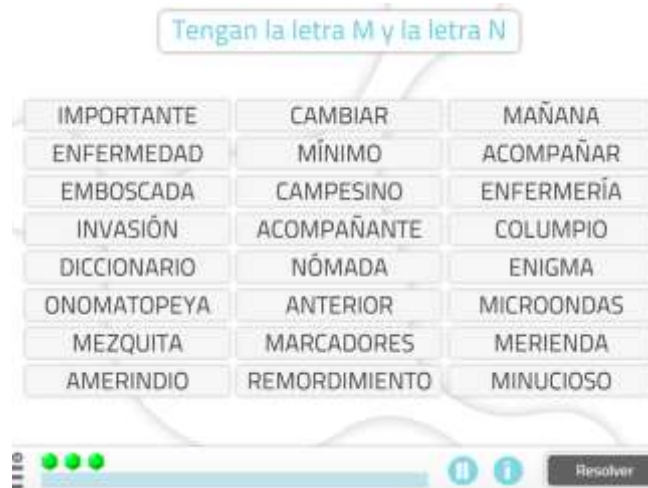 Tengan la letra M y la letra N
IMPORTANTE CAMBIAR MAÑANA
ENFERMEDAD MÍNIMO ACOMPAÑAR
EMBOSCADA CAMPESINO ENFERMERÍA
INVASIÓN ACOMPAÑANTE COLUMPIO
DICCIONARIO NÓMADA ENIGMA
ONOMATOPEYA ANTERIOR MICROONDAS
MEZQUITA MARCADORES MERIENDA
AMERINDIO REMORDIMIENTO MINUCIOSO
Resolver